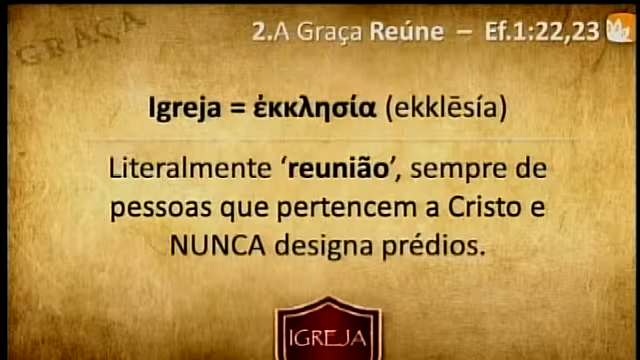 GRAÇA
2.A Graça Reúne – Ef.1:22,23
Igreja = ἐκκλησία (ekklēsía)
Literalmente ‘reunião’, sempre de
pessoas que pertencem a Cristo e
NUNCA designa prédios.
IGREJA